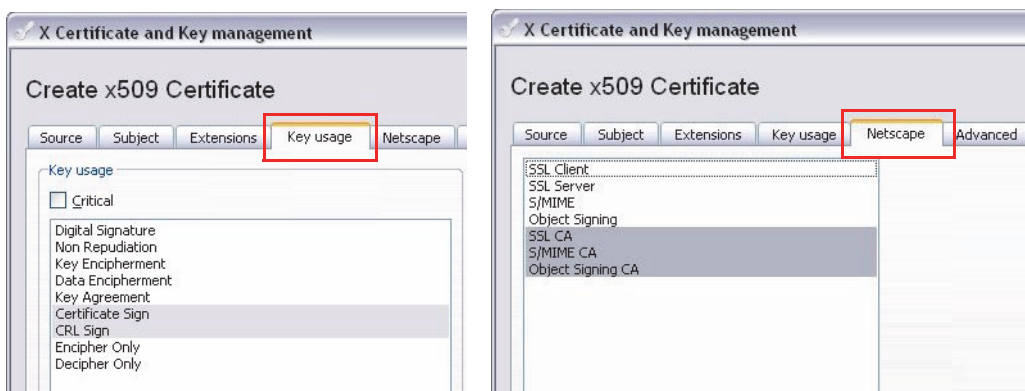 X Certificate and Key management
Create x509 Certificate
Source Subject Extensions Key usage Netscape
Key usage
Critical
Digital Signature
Non Repudiation
Key Encipherment
Data Encipherment
Key Agreement
Certificate Sign
CRL Sign
Encipher Only
Decipher Only
X Certificate and Key management
Create x509 Certificate
Source Subject Extensions Key usage Netscape Advanced
SSL Client
SSL Server
S/MIME
Object Signing
SSL CA
S/MIME CA
Object Signing CA